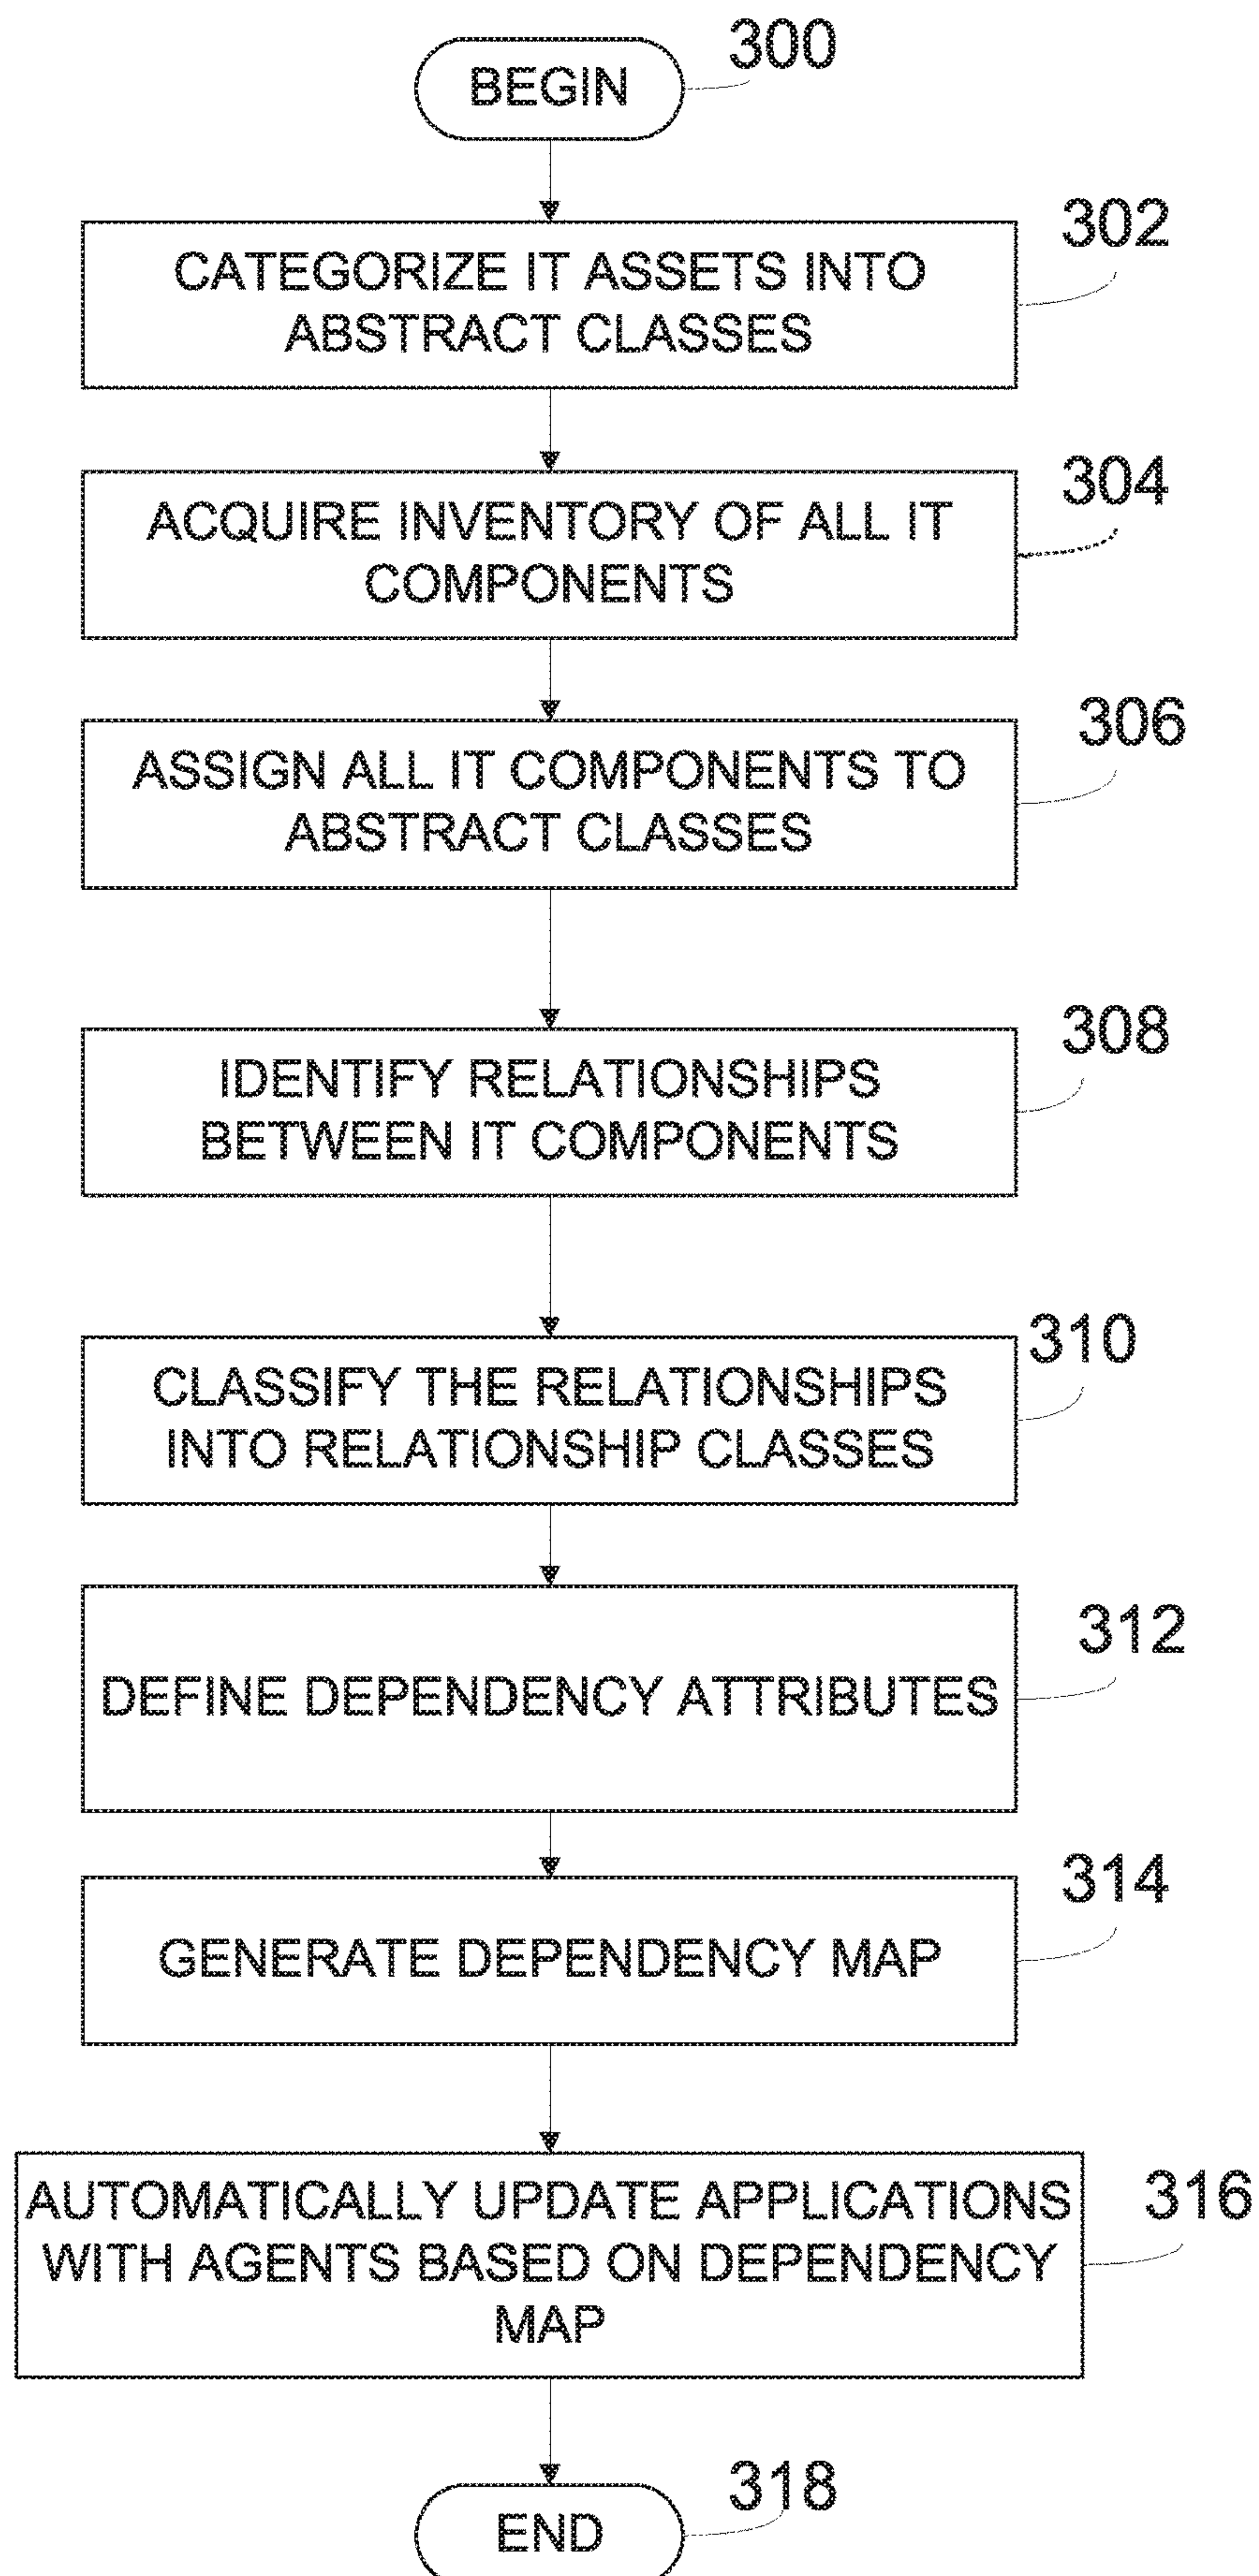 300
BEGIN
302
CATEGORIZE IT ASSETS INTO
ABSTRACT CLASSES
304
ACQUIRE INVENTORY OF ALL IT
COMPONENTS
306
ASSIGN ALL IT COMPONENTS TO
ABSTRACT CLASSES
308
IDENTIFY RELATIONSHIPS
BETWEEN IT COMPONENTS
310
CLASSIFY THE RELATIONSHIPS
INTO RELATIONSHIP CLASSES
312
DEFINE DEPENDENCY ATTRIBUTES
314
GENERATE DEPENDENCY MAP
316
AUTOMATICALLY UPDATE APPLICATIONS
WITH AGENTS BASED ON DEPENDENCY
MAP
318
END